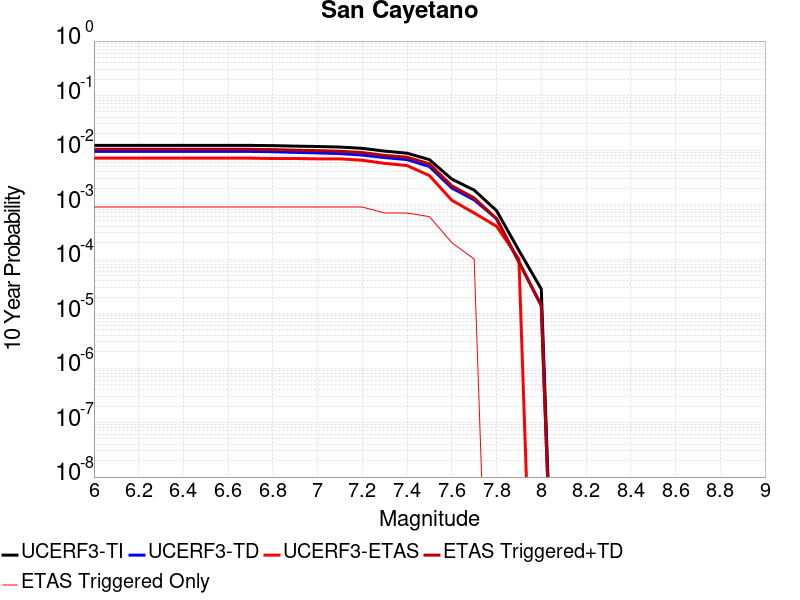 San Cayetano
10^0
10^-1
10^-2
10^-3
10^-4
10^-5
10^-6
10^-7
10^-8
10 Year Probability
6 6.2 6.4 6.6 6.8 7 7.2 7.4 7.6 7.8 8 8.2 8.4 8.6 8.8 9
Magnitude
UCERF3-TI UCERF3-TD UCERF3-ETAS ETAS Triggered+TD
ETAS Triggered Only